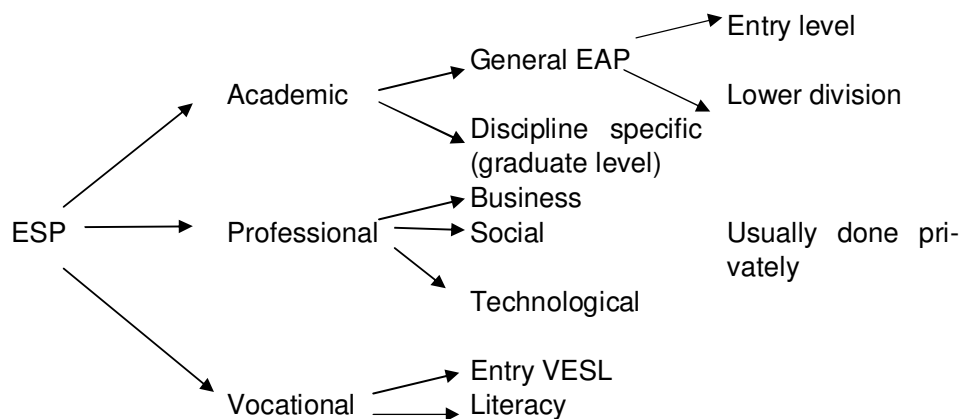 Entry level
General EAP
Academic
Lower division
Discipline specific
(graduate level)
Business
ESP
Professional
Social
Usually done pri-
vately
Technological
Entry VESL
Vocational
Literacy